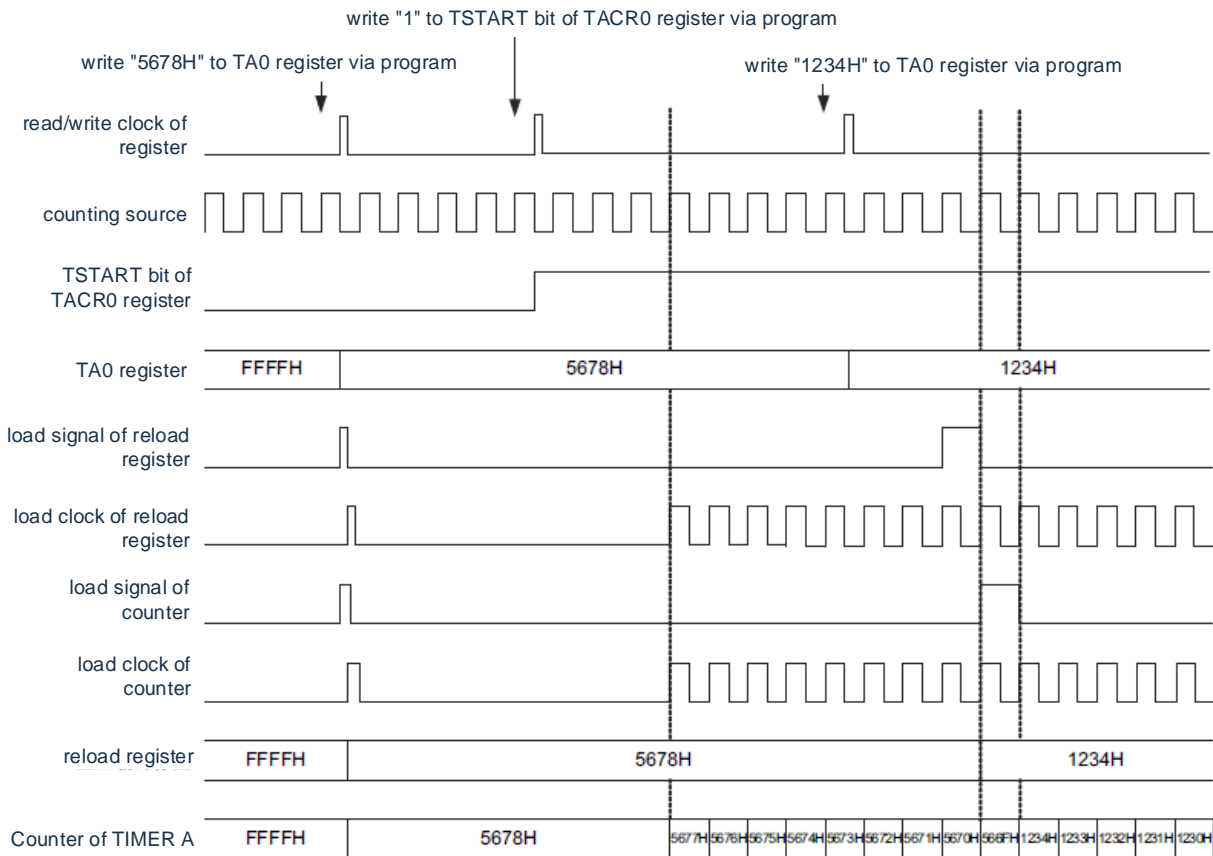 write "1" to TSTART bit of TACR0 register via program
write "5678H" to TA0 register via program
write "1234H" to TA0 register via program
read/write clock of
register
counting source
TSTART bit of
TACR0 register
TA0 register
FFFFH
5678H
1234H
load signal of reload
register
load clock of reload
register
load signal of
counter
load clock of
counter
reload register
FFFFH
5678H
1234H
Counter of TIMER A
FFFFH
5678H
5677H
5676H
5675H
5674H
5673H
5672H
5671H
5670H
566FH
1234H
1233H
1232H
1231H
1230H